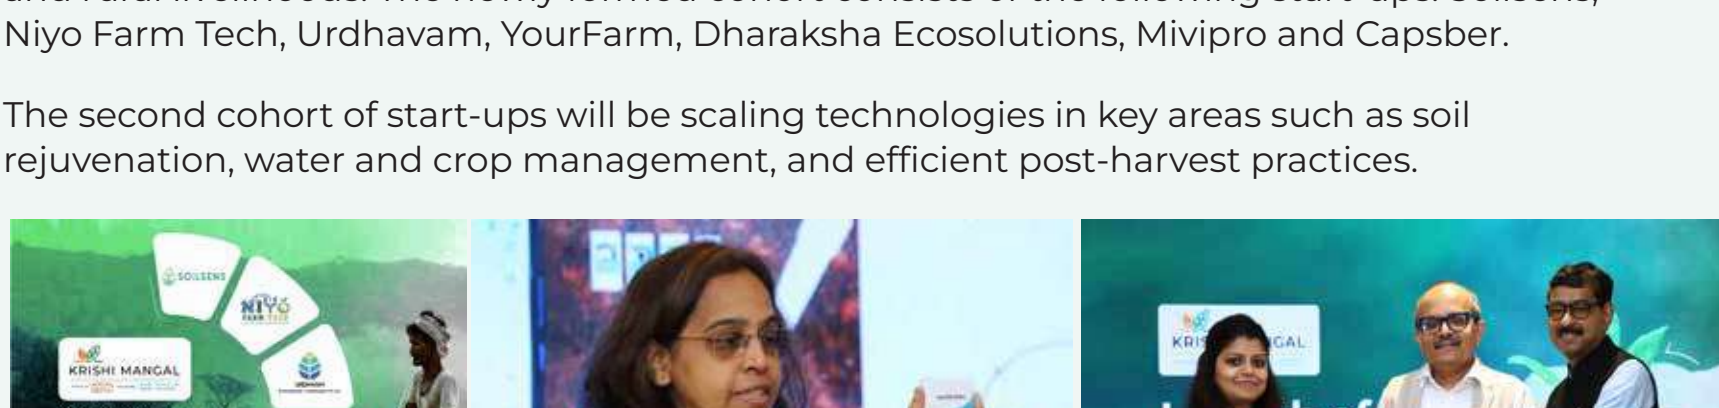 Niyo Farm Tech, Urdhavam, YourFarm, Dharaksha Ecosolutions, Mivipro and Capsber.
The second cohort of start-ups will be scaling technologies in key areas such as soil
rejuvenation, water and crop management, and efficient post-harvest practices.
SOILSENS
NIYO
FARM TECH
KRISHI MANGAL